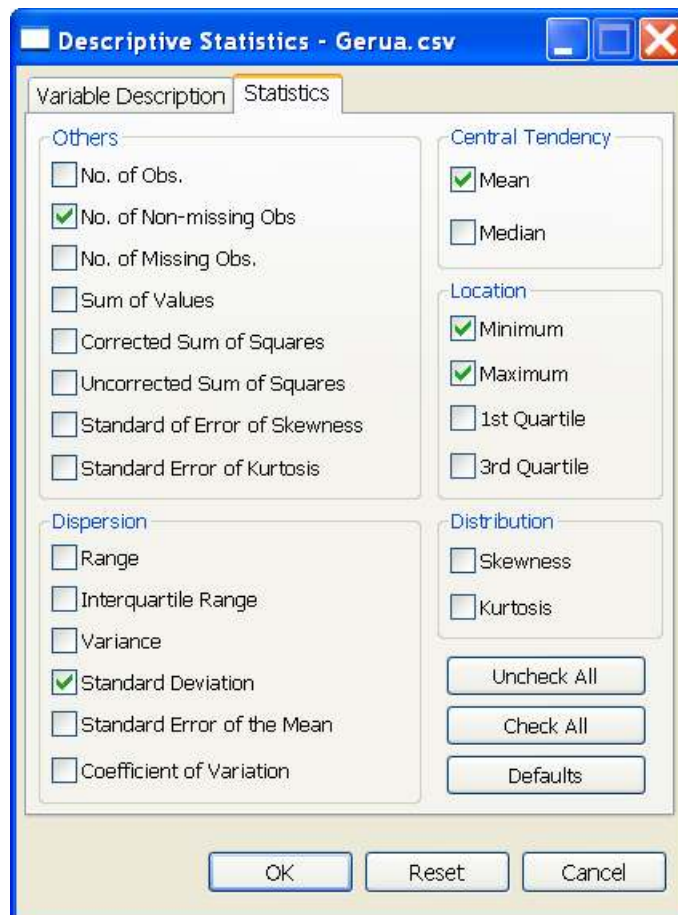 Descriptive Statistics - Gerua.csv
Variable Description
Statistics
Others
No. of Obs.
No. of Non-missing Obs
No. of Missing Obs.
Sum of Values
Corrected Sum of Squares
Uncorrected Sum of Squares
Standard of Error of Skewness
Standard Error of Kurtosis
Central Tendency
Mean
Median
Location
Minimum
Maximum
1st Quartile
3rd Quartile
Dispersion
Range
Interquartile Range
Variance
Standard Deviation
Standard Error of the Mean
Coefficient of Variation
Distribution
Skewness
Kurtosis
Uncheck All
Check All
Defaults
OK
Reset
Cancel